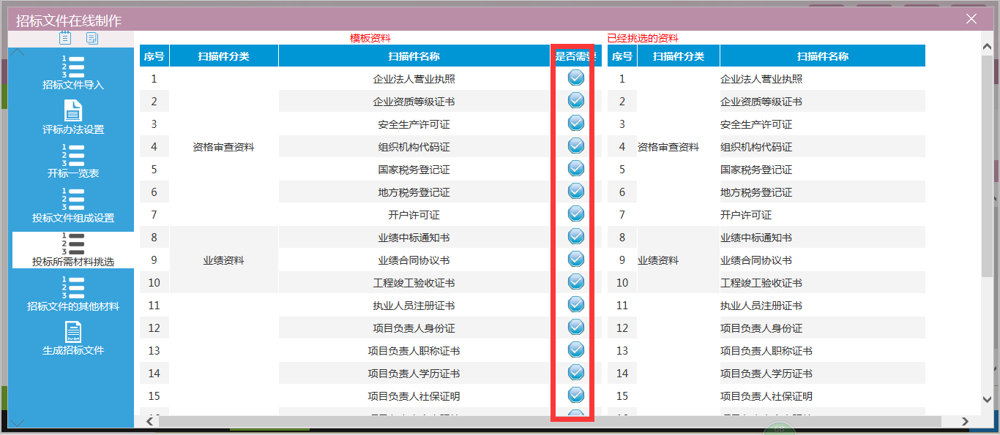 招标文件在线制作
招标文件导入
评标办法设置
开标一览表
投标文件组成设置
投标所需材料挑选
招标文件的其他材料
生成招标文件
模板资料 已经挑选的资料
序号 扫描件分类 扫描件名称 是否需要 序号 扫描件分类 扫描件名称
1 企业法人营业执照 1 企业法人营业执照
2 企业资质等级证书 2 企业资质等级证书
3 安全生产许可证 3 安全生产许可证
4 资格审查资料 组织机构代码证 4 资格审查资料 组织机构代码证
5 国家税务登记证 5 国家税务登记证
6 地方税务登记证 6 地方税务登记证
7 开户许可证 7 开户许可证
8 业绩中标通知书 8 业绩中标通知书
9 业绩资料 业绩合同协议书 9 业绩资料 业绩合同协议书
10 工程竣工验收证书 10 工程竣工验收证书
11 执业人员注册证书 11 执业人员注册证书
12 项目负责人身份证 12 项目负责人身份证
13 项目负责人职称证书 13 项目负责人职称证书
14 项目负责人学历证书 14 项目负责人学历证书
15 项目负责人社保证明 15 项目负责人社保证明